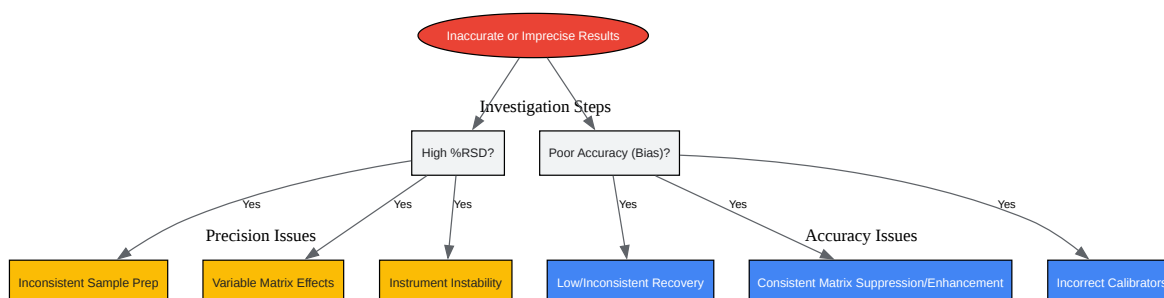 Inaccurate or Imprecise Results
Investigation Steps
High %RSD?
Poor Accuracy (Bias)?
Yes
Yes
Yes
Yes
Yes
Yes
Precision Issues
Accuracy Issues
Inconsistent Sample Prep
Variable Matrix Effects
Instrument Instability
Low/Inconsistent Recovery
Consistent Matrix Suppression/Enhancement
Incorrect Calibrators